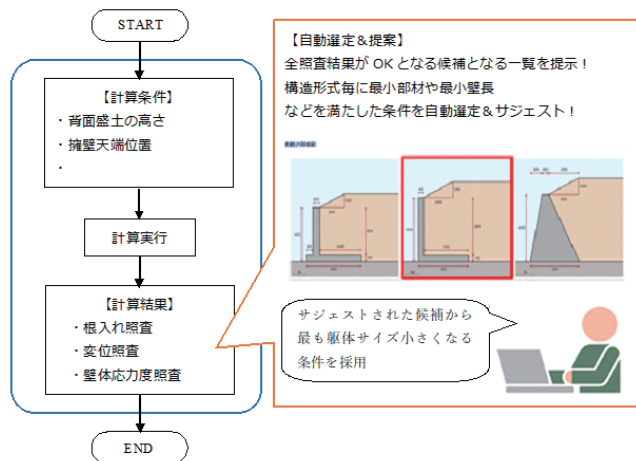 START
【計算条件】
・背面盛土の高さ
・擁壁天端位置
・
計算実行
【計算結果】
・根入れ照査
・変位照査
・壁体応力度照査
END
【自動選定＆提案】
全照査結果が OK となる候補となる一覧を提示！
構造形式毎に最小部材や最小壁長
などを満たした条件を自動選定＆サジェスト！
サジェストされた候補から
最も躯体サイズ小さくなる
条件を採用